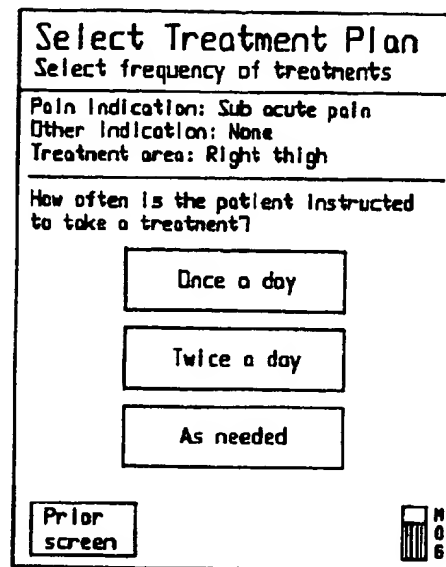 Select Treatment Plan
Select frequency of treatments
Pain Indication: Sub acute pain
Other Indication: None
Treatment area: Right thigh
How often is the patient instructed
to take a treatment?
Once a day
Twice a day
As needed
Prior
screen
M
0
6